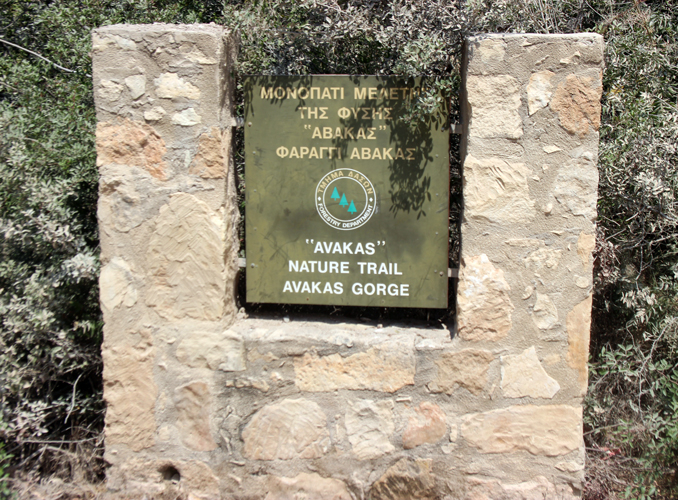 ΜΟΝΟΠΑΤΙ ΜΕΛΕΤΗΣ
ΤΗΣ ΦΥΣΗΣ
"ΑΒΑΚΑΣ"
ΦΑΡΑΓΓΙ ΑΒΑΚΑΣ
ΤΜΗΜΑ ΔΑΣΩΝ
FORESTRY DEPARTMENT
"AVAKAS"
NATURE TRAIL
AVAKAS GORGE